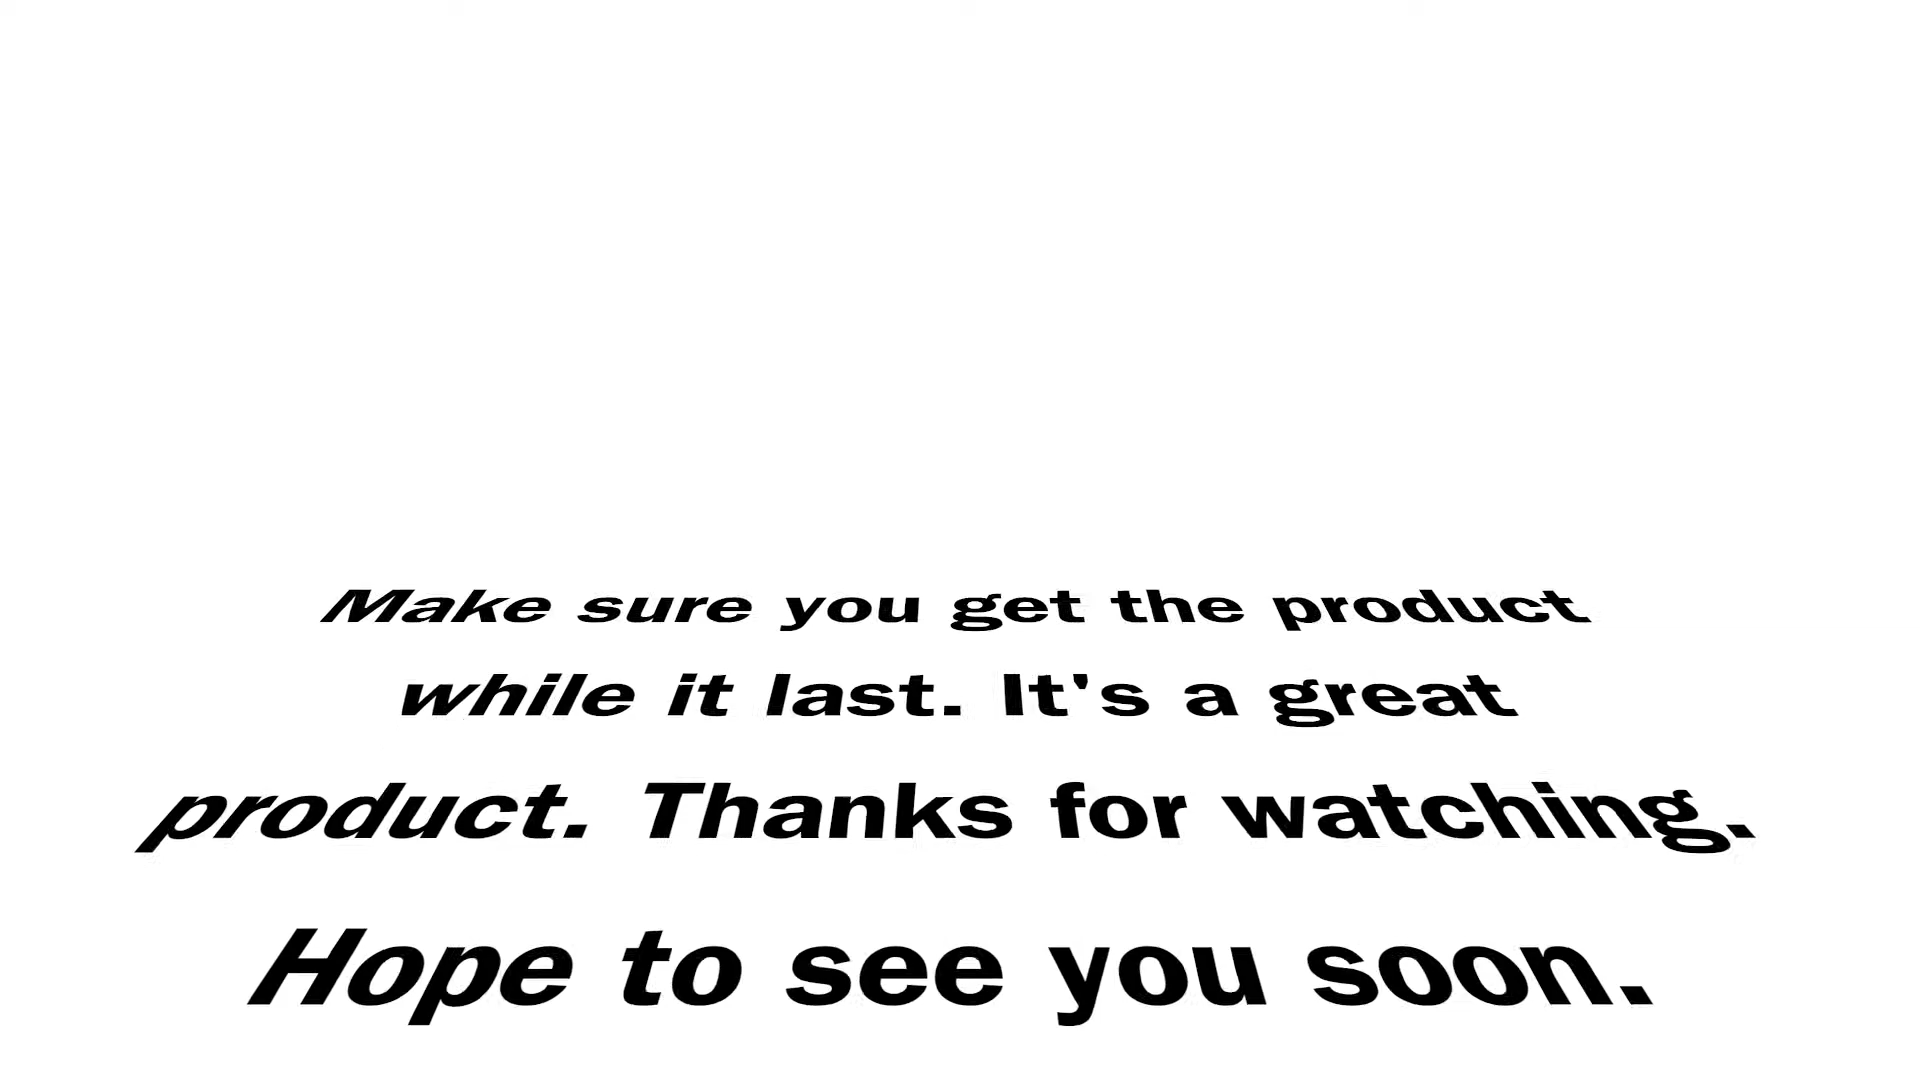 Make sure you get the product
while it last. It's a great
product. Thanks for watching.
Hope to see you soon.